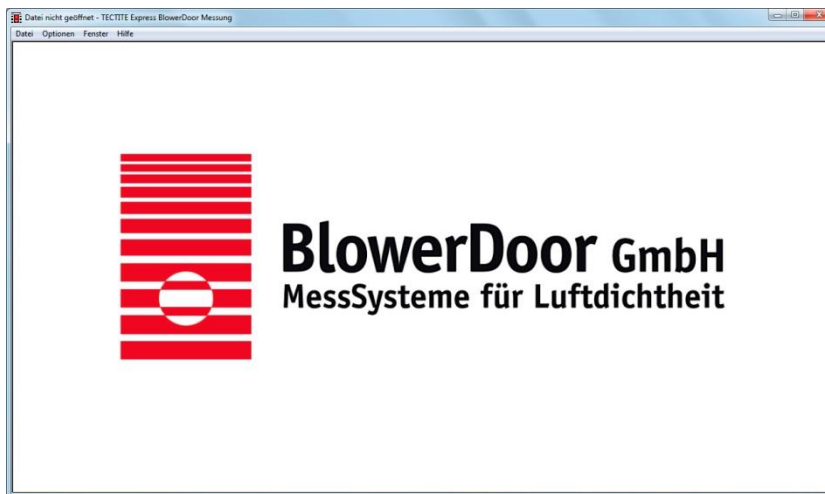 Datei nicht geöffnet - TECTITE Express BlowerDoor Messung
Datei Optionen Fenster Hilfe
BlowerDoor GmbH
MessSysteme für Luftdichtheit